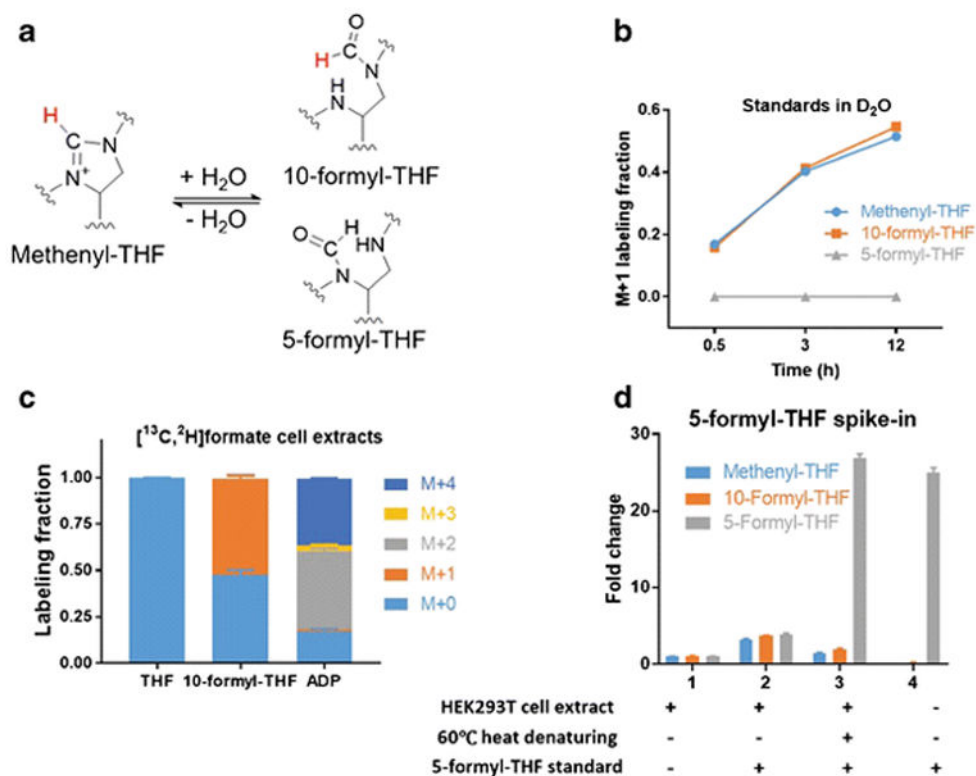 a
H
C
N
N+
Methenyl-THF
+ H₂O
- H₂O
O
H
C
N
H
N
10-formyl-THF
O
H
C
HN
N
5-formyl-THF
b
Standards in D₂O
M+1 labeling fraction
0.6
0.4
0.2
0.0
Methenyl-THF
10-formyl-THF
5-formyl-THF
0.5 3 12
Time (h)
c
[¹³C,²H]formate cell extracts
Labeling fraction
1.00
0.75
0.50
0.25
0.00
M+4
M+3
M+2
M+1
M+0
THF 10-formyl-THF ADP
d
5-formyl-THF spike-in
Fold change
30
20
10
0
Methenyl-THF
10-Formyl-THF
5-Formyl-THF
1 2 3 4
HEK293T cell extract + + + -
60℃ heat denaturing - - + -
5-formyl-THF standard - + + +